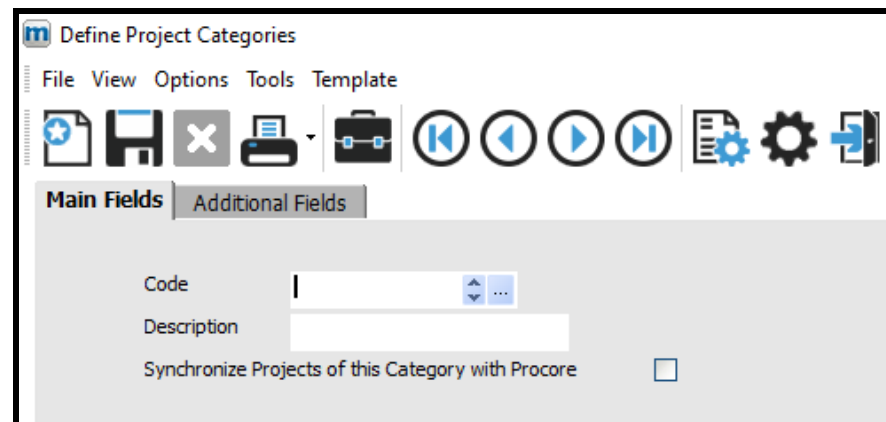 m Define Project Categories
File View Options Tools Template
Main Fields Additional Fields
Code ...
Description
Synchronize Projects of this Category with Procore